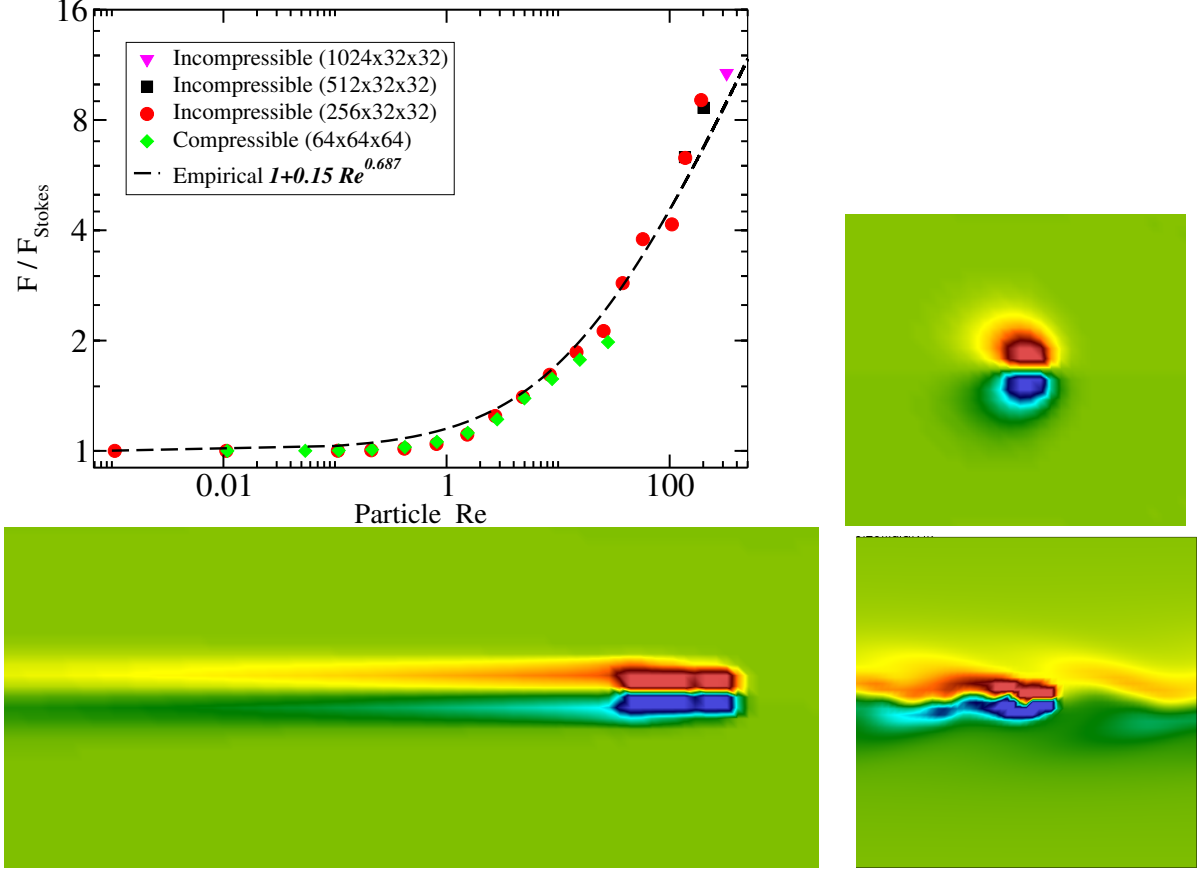 16
8
4
2
1
F / F_Stokes
Incompressible (1024x32x32)
Incompressible (512x32x32)
Incompressible (256x32x32)
Compressible (64x64x64)
Empirical 1+0.15 Re^0.687
0.01 1 100
Particle Re